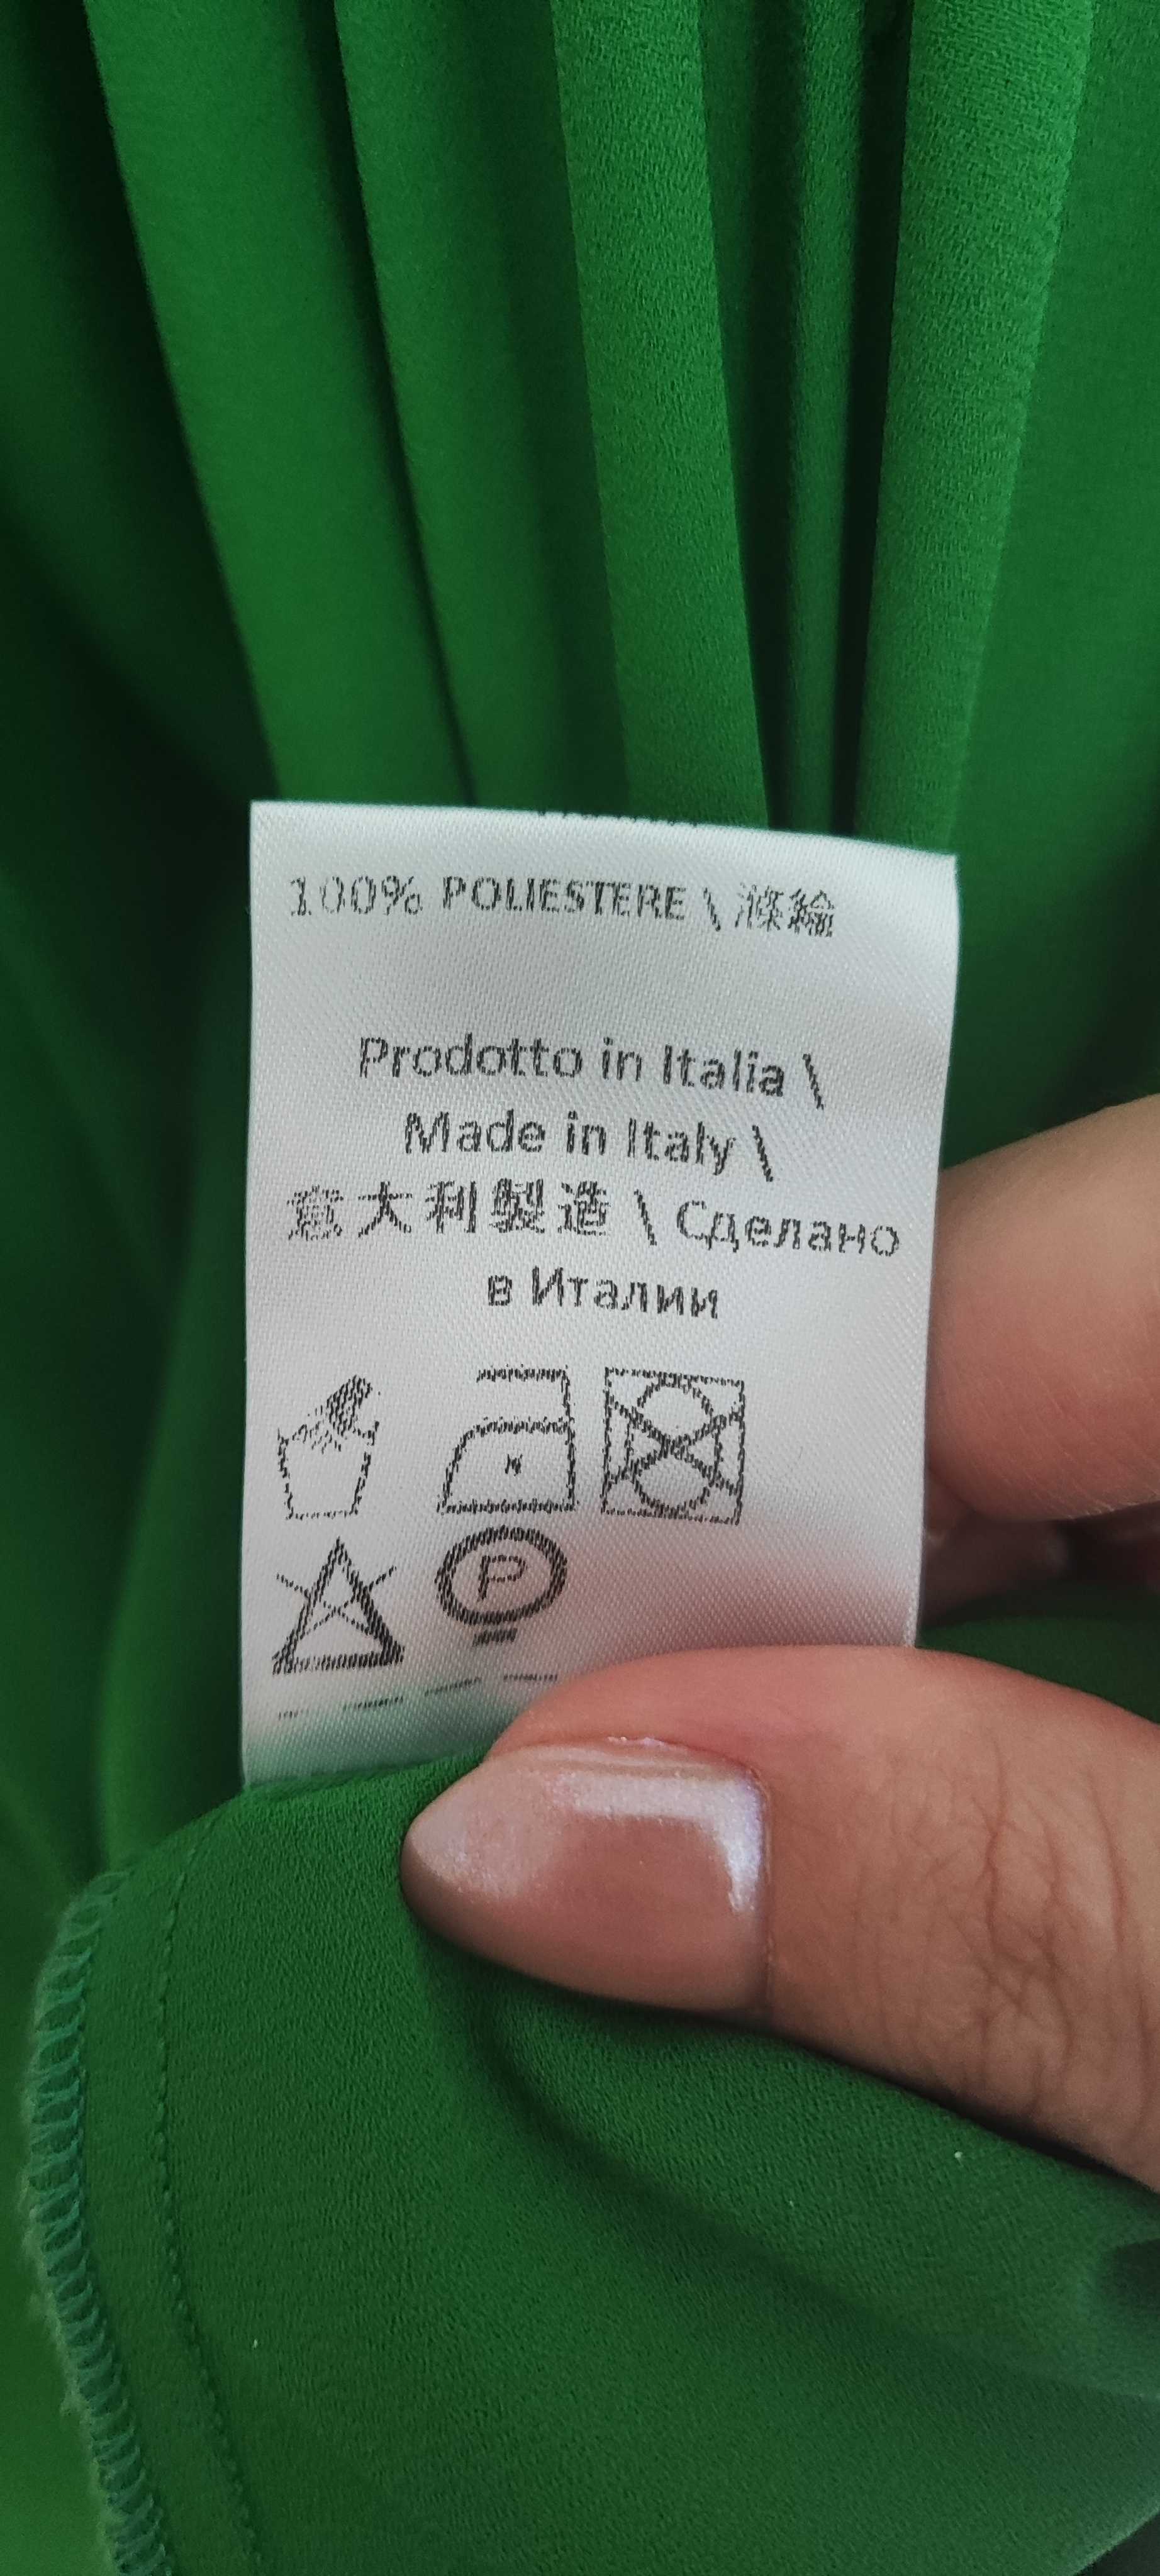 100% POLIESTERE \ 滌綸
Prodotto in Italia \
Made in Italy \
意大利製造 \ Сделано
в Италии
P